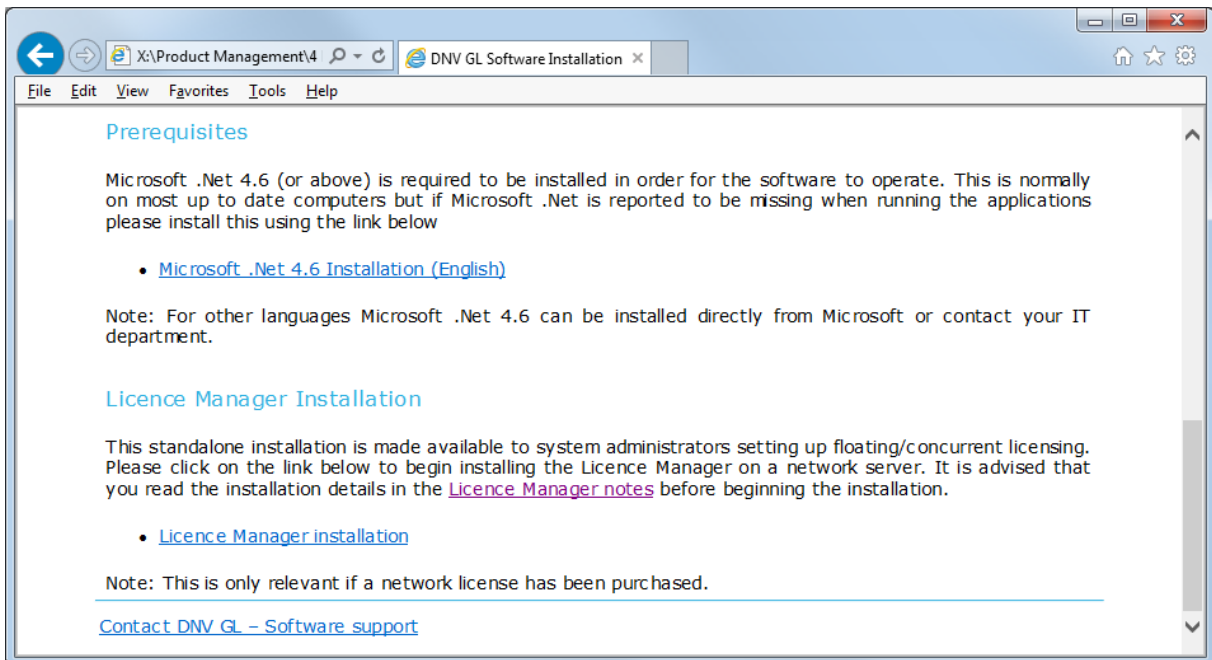 X:\Product Management\4
DNV GL Software Installation
File Edit View Favorites Tools Help
Prerequisites
Microsoft .Net 4.6 (or above) is required to be installed in order for the software to operate. This is normally
on most up to date computers but if Microsoft .Net is reported to be missing when running the applications
please install this using the link below
• Microsoft .Net 4.6 Installation (English)
Note: For other languages Microsoft .Net 4.6 can be installed directly from Microsoft or contact your IT
department.
Licence Manager Installation
This standalone installation is made available to system administrators setting up floating/concurrent licensing.
Please click on the link below to begin installing the Licence Manager on a network server. It is advised that
you read the installation details in the Licence Manager notes before beginning the installation.
• Licence Manager installation
Note: This is only relevant if a network license has been purchased.
Contact DNV GL – Software support